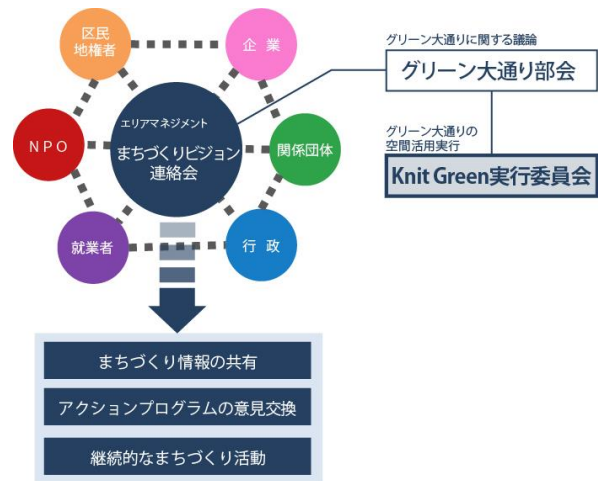 区民
地権者
企業
グリーン大通りに関する議論
グリーン大通り部会
エリアマネジメント
まちづくりビジョン
連絡会
NPO
関係団体
グリーン大通りの
空間活用実行
Knit Green実行委員会
就業者
行政
まちづくり情報の共有
アクションプログラムの意見交換
継続的なまちづくり活動